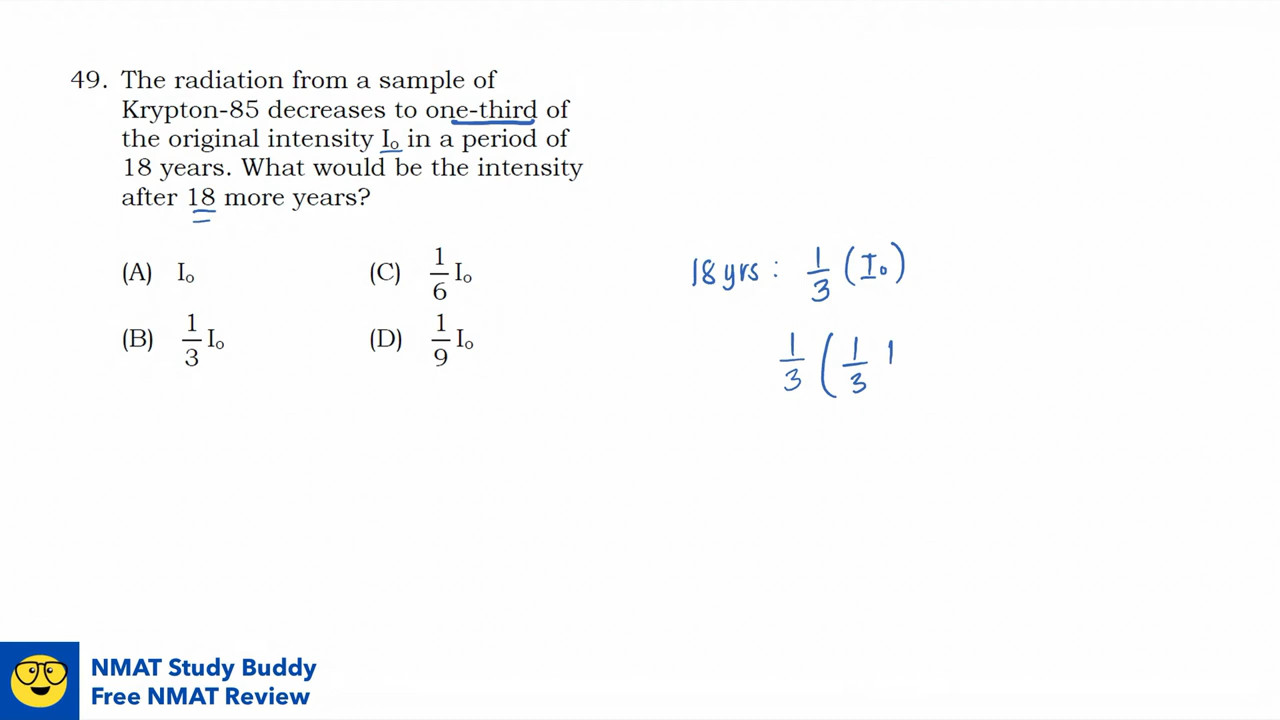 49. The radiation from a sample of
Krypton-85 decreases to one-third of
the original intensity I₀ in a period of
18 years. What would be the intensity
after 18 more years?
(A) I₀
(B) 1/3 I₀
(C) 1/6 I₀
(D) 1/9 I₀
18 yrs : 1/3 (I₀)
1/3 ( 1/3 I
NMAT Study Buddy
Free NMAT Review